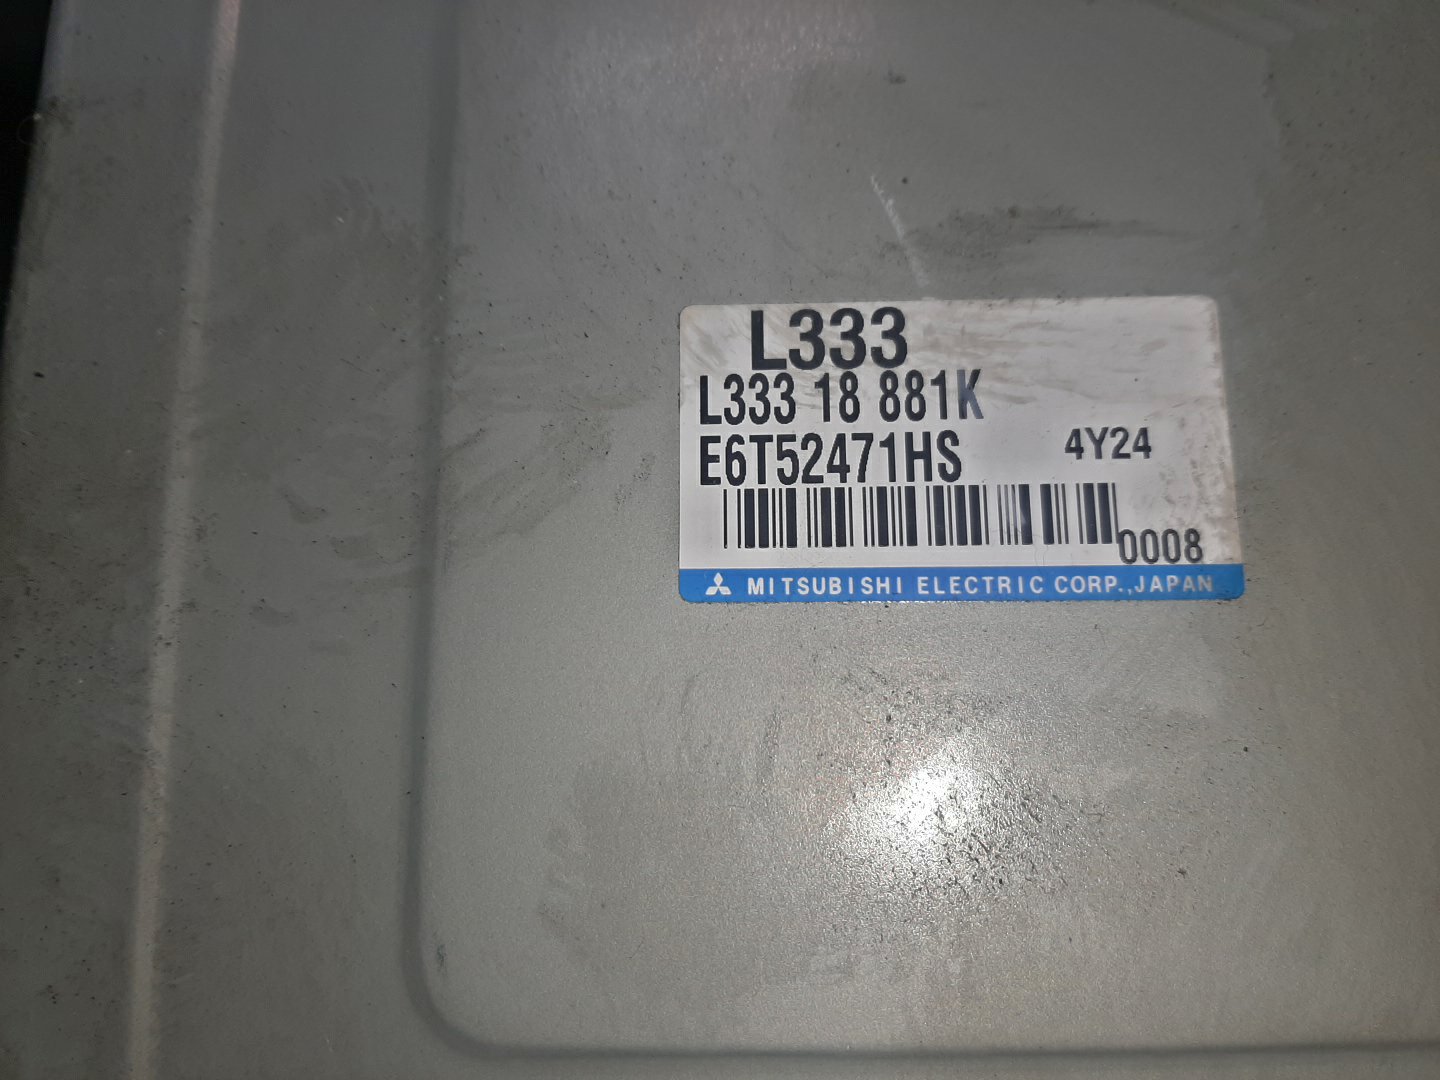 L333
L333 18 881K
E6T52471HS 4Y24
0008
MITSUBISHI ELECTRIC CORP.,JAPAN